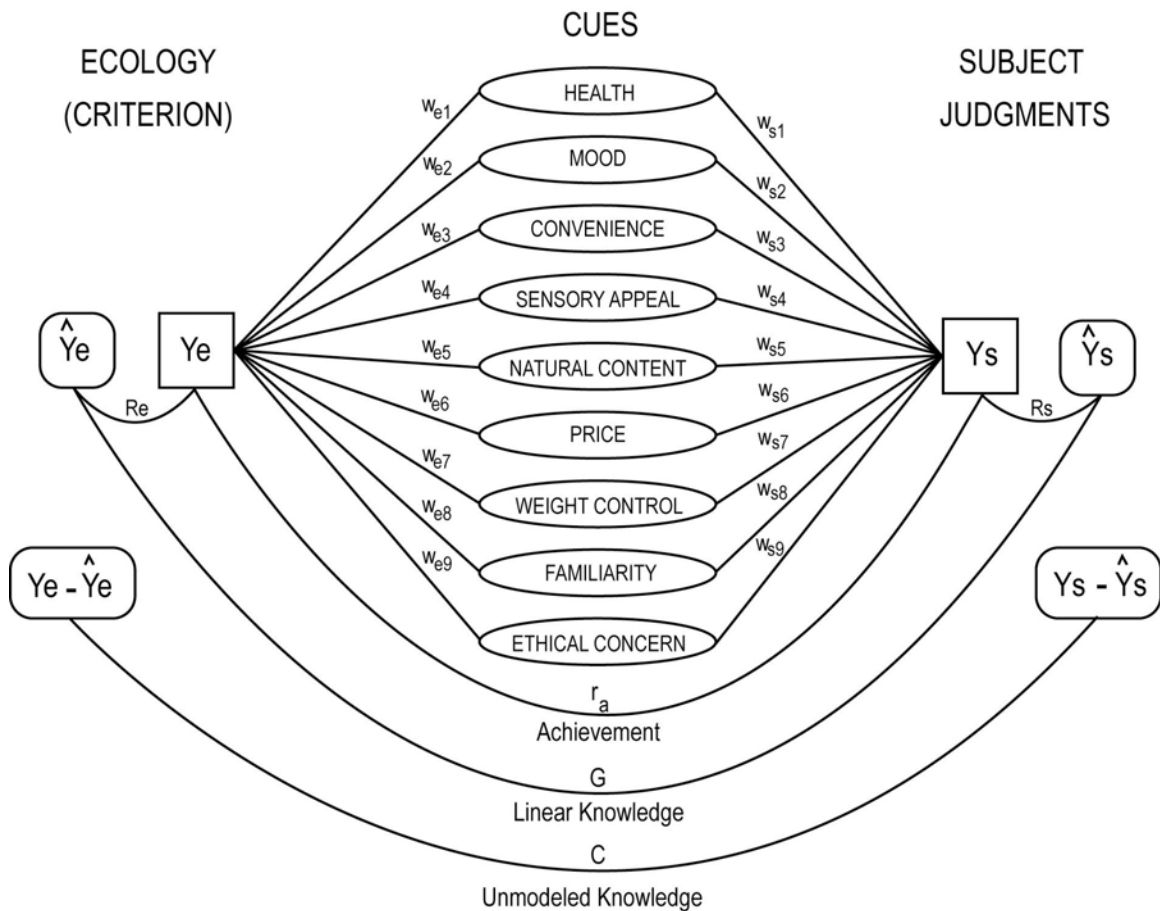 CUES
ECOLOGY
(CRITERION)
SUBJECT
JUDGMENTS
HEALTH
MOOD
CONVENIENCE
SENSORY APPEAL
NATURAL CONTENT
PRICE
WEIGHT CONTROL
FAMILIARITY
ETHICAL CONCERN
we1
we2
we3
we4
we5
we6
we7
we8
we9
ws1
ws2
ws3
ws4
ws5
ws6
ws7
ws8
ws9
Ŷe
Ye
Re
Ys
Ŷs
Rs
Ye - Ŷe
Ys - Ŷs
ra
Achievement
G
Linear Knowledge
C
Unmodeled Knowledge